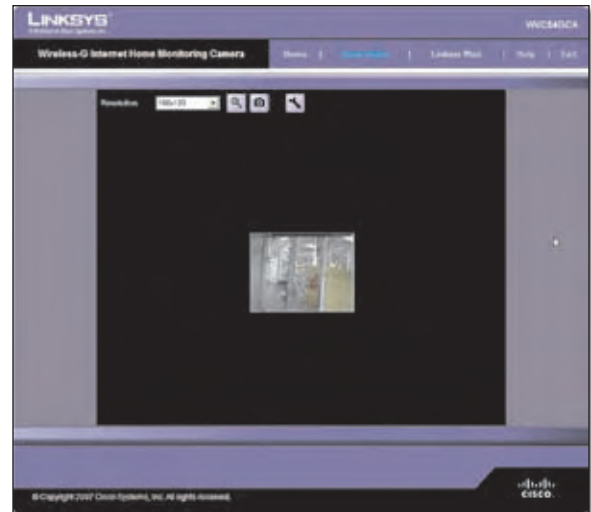 LINKSYS®
WVC54GCA
Wireless-G Internet Home Monitoring Camera
Home | View Video | Linksys Web | Help | Exit
Resolution 160x120
© Copyright 2007 Cisco Systems, Inc. All rights reserved.
CISCO